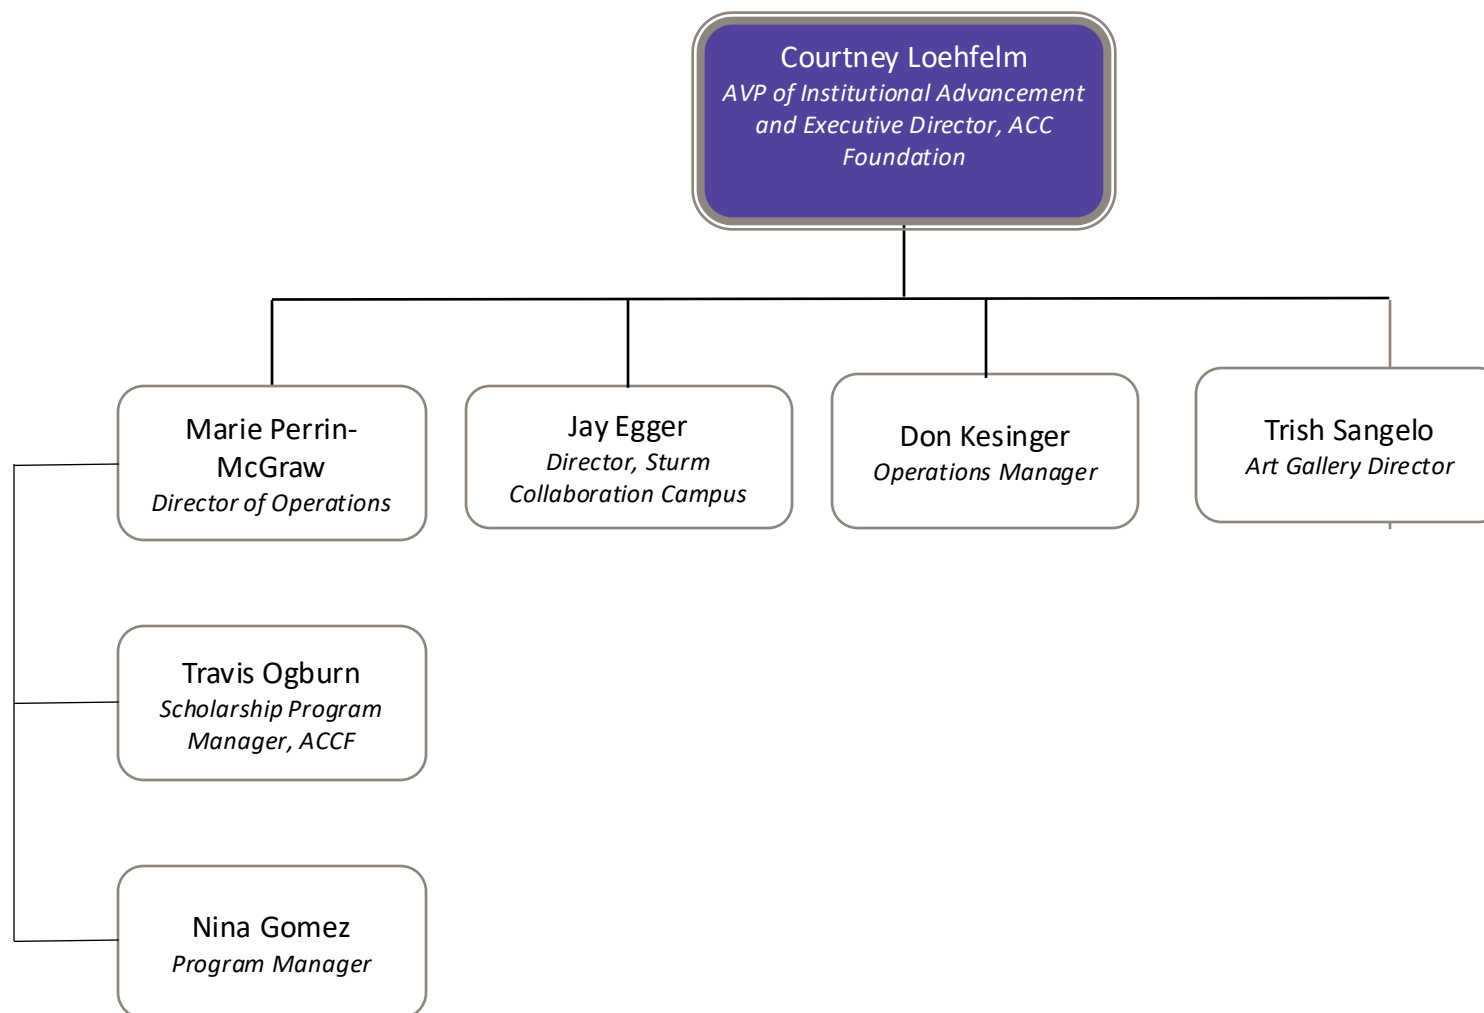 Courtney Loehfelm
AVP of Institutional Advancement
and Executive Director, ACC
Foundation
Marie Perrin-
McGraw
Director of Operations
Jay Egger
Director, Sturm
Collaboration Campus
Don Kesinger
Operations Manager
Trish Sangelo
Art Gallery Director
Travis Ogburn
Scholarship Program
Manager, ACCF
Nina Gomez
Program Manager